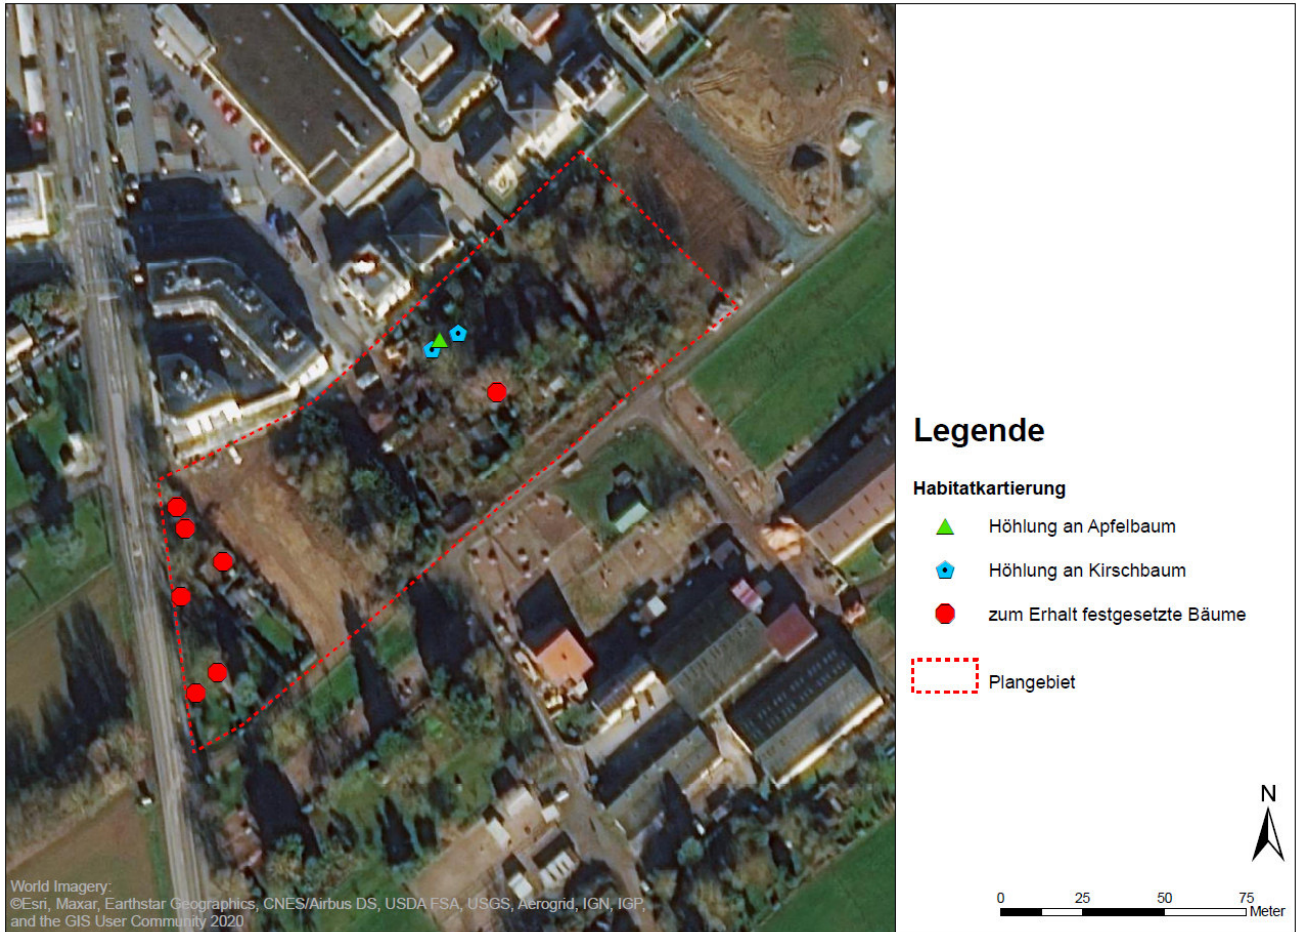 Legende
Habitatkartierung
Höhlung an Apfelbaum
Höhlung an Kirschbaum
zum Erhalt festgesetzte Bäume
Plangebiet
N
0 25 50 75
Meter
World Imagery:
©Esri, Maxar, Earthstar Geographics, CNES/Airbus DS, USDA FSA, USGS, Aerogrid, IGN, IGP,
and the GIS User Community 2020